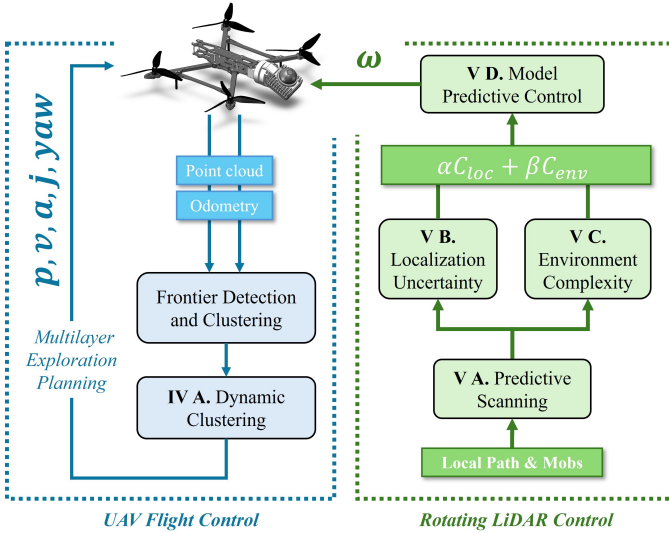 p, v, a, j, yaw
Multilayer
Exploration
Planning
Point cloud
Odometry
Frontier Detection
and Clustering
IV A. Dynamic
Clustering
UAV Flight Control
ω
V D. Model
Predictive Control
αC_loc + βC_env
V B.
Localization
Uncertainty
V C.
Environment
Complexity
V A. Predictive
Scanning
Local Path & Mobs
Rotating LiDAR Control